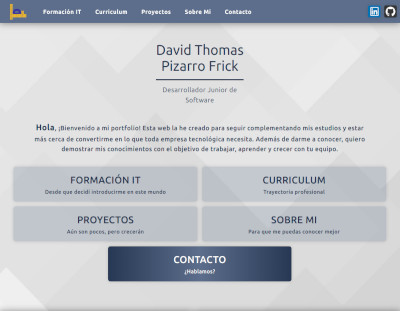 Formación IT Curriculum Proyectos Sobre Mi Contacto
David Thomas
Pizarro Frick
Desarrollador Junior de
Software
Hola, ¡Bienvenido a mi portfolio! Esta web la he creado para seguir complementando mis estudios y estar
más cerca de convertirme en lo que toda empresa tecnológica necesita. Además de darme a conocer, quiero
demostrar mis conocimientos con el objetivo de trabajar, aprender y crecer con tu equipo.
FORMACIÓN IT
Desde que decidí introducirme en este mundo
CURRICULUM
Trayectoria profesional
PROYECTOS
Aún son pocos, pero crecerán
SOBRE MI
Para que me puedas conocer mejor
CONTACTO
¿Hablamos?